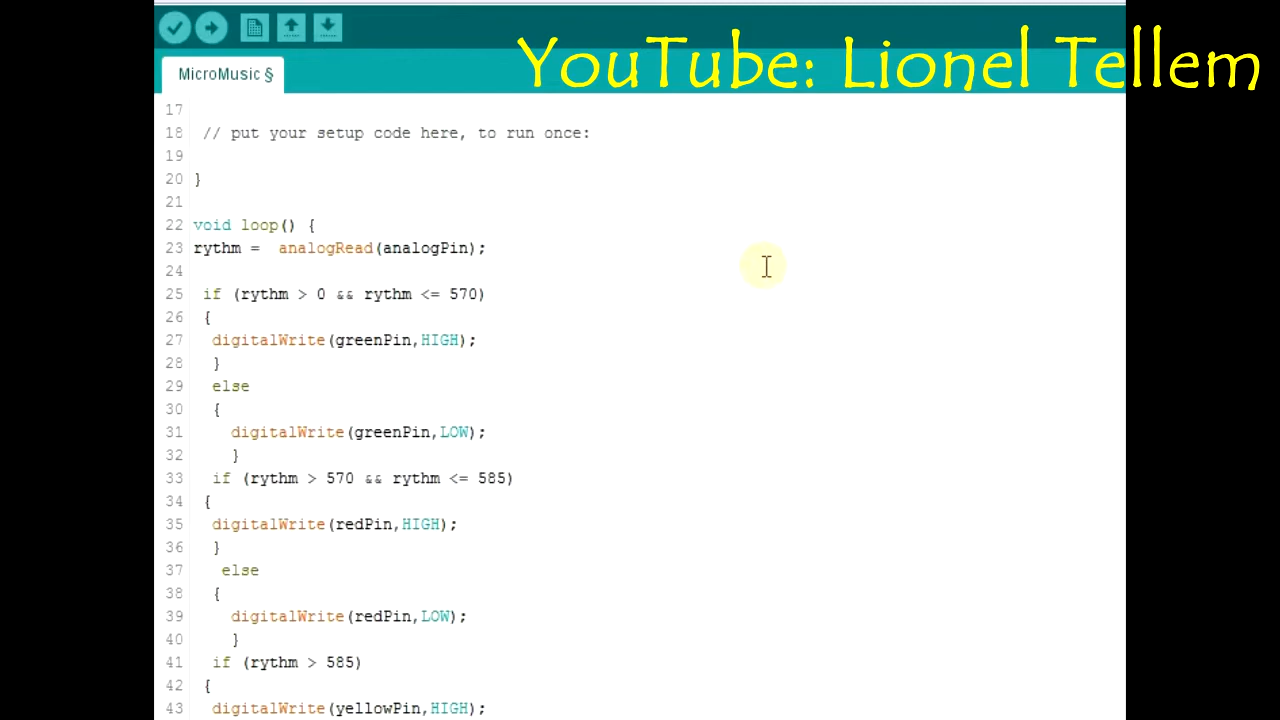 YouTube: Lionel Tellem
MicroMusic §
17
18 // put your setup code here, to run once:
19
20 }
21
22 void loop() {
23 rythm = analogRead(analogPin);
24
25 if (rythm > 0 && rythm <= 570)
26 {
27 digitalWrite(greenPin,HIGH);
28 }
29 else
30 {
31 digitalWrite(greenPin,LOW);
32 }
33 if (rythm > 570 && rythm <= 585)
34 {
35 digitalWrite(redPin,HIGH);
36 }
37 else
38 {
39 digitalWrite(redPin,LOW);
40 }
41 if (rythm > 585)
42 {
43 digitalWrite(yellowPin,HIGH);